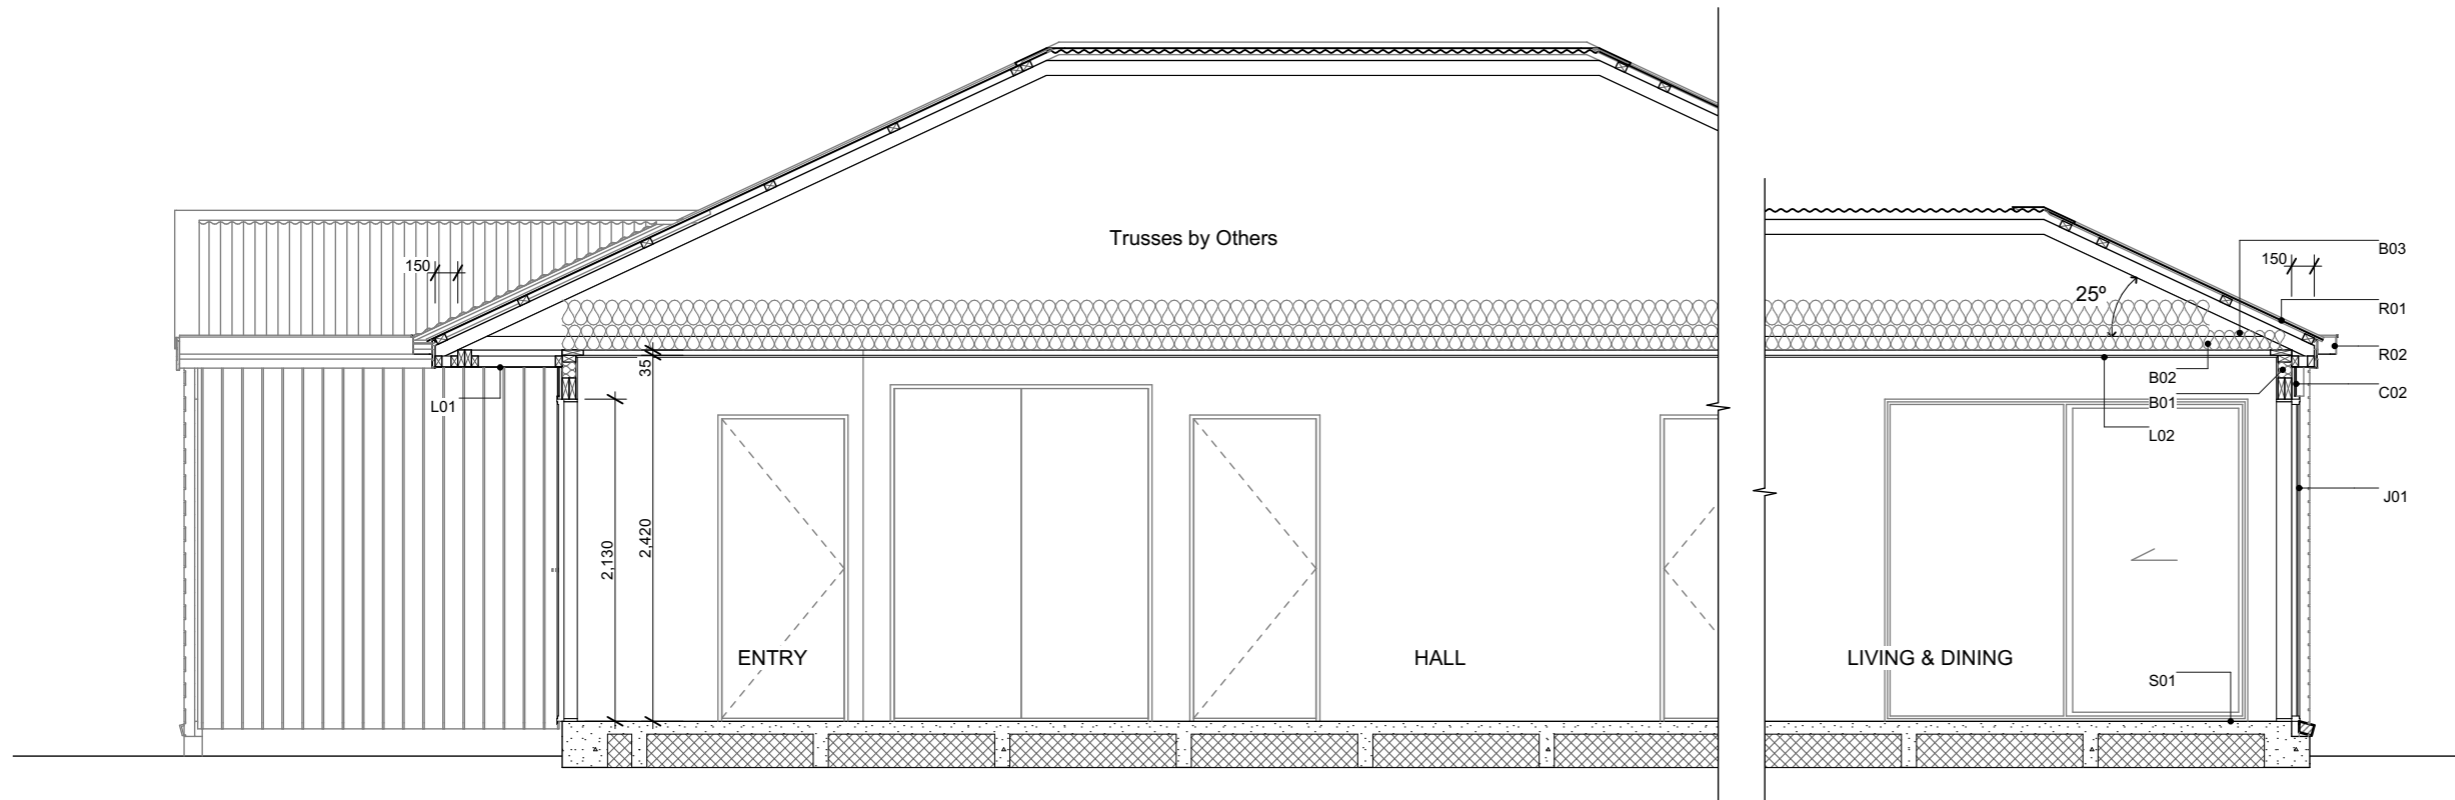 Trusses by Others
B03
150
150
25º
R01
R02
35
B02
C02
L01
B01
L02
J01
2,420
2,130
ENTRY
HALL
LIVING & DINING
S01